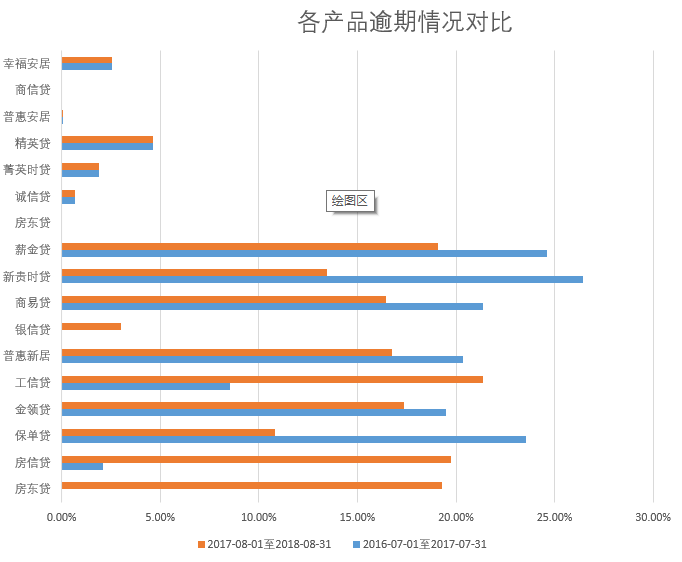 各产品逾期情况对比
幸福安居
商信贷
普惠安居
精英贷
菁英时贷
诚信贷
绘图区
房东贷
薪金贷
新贵时贷
商易贷
银信贷
普惠新居
工信贷
金领贷
保单贷
房信贷
房东贷
0.00% 5.00% 10.00% 15.00% 20.00% 25.00% 30.00%
2017-08-01至2018-08-31 2016-07-01至2017-07-31